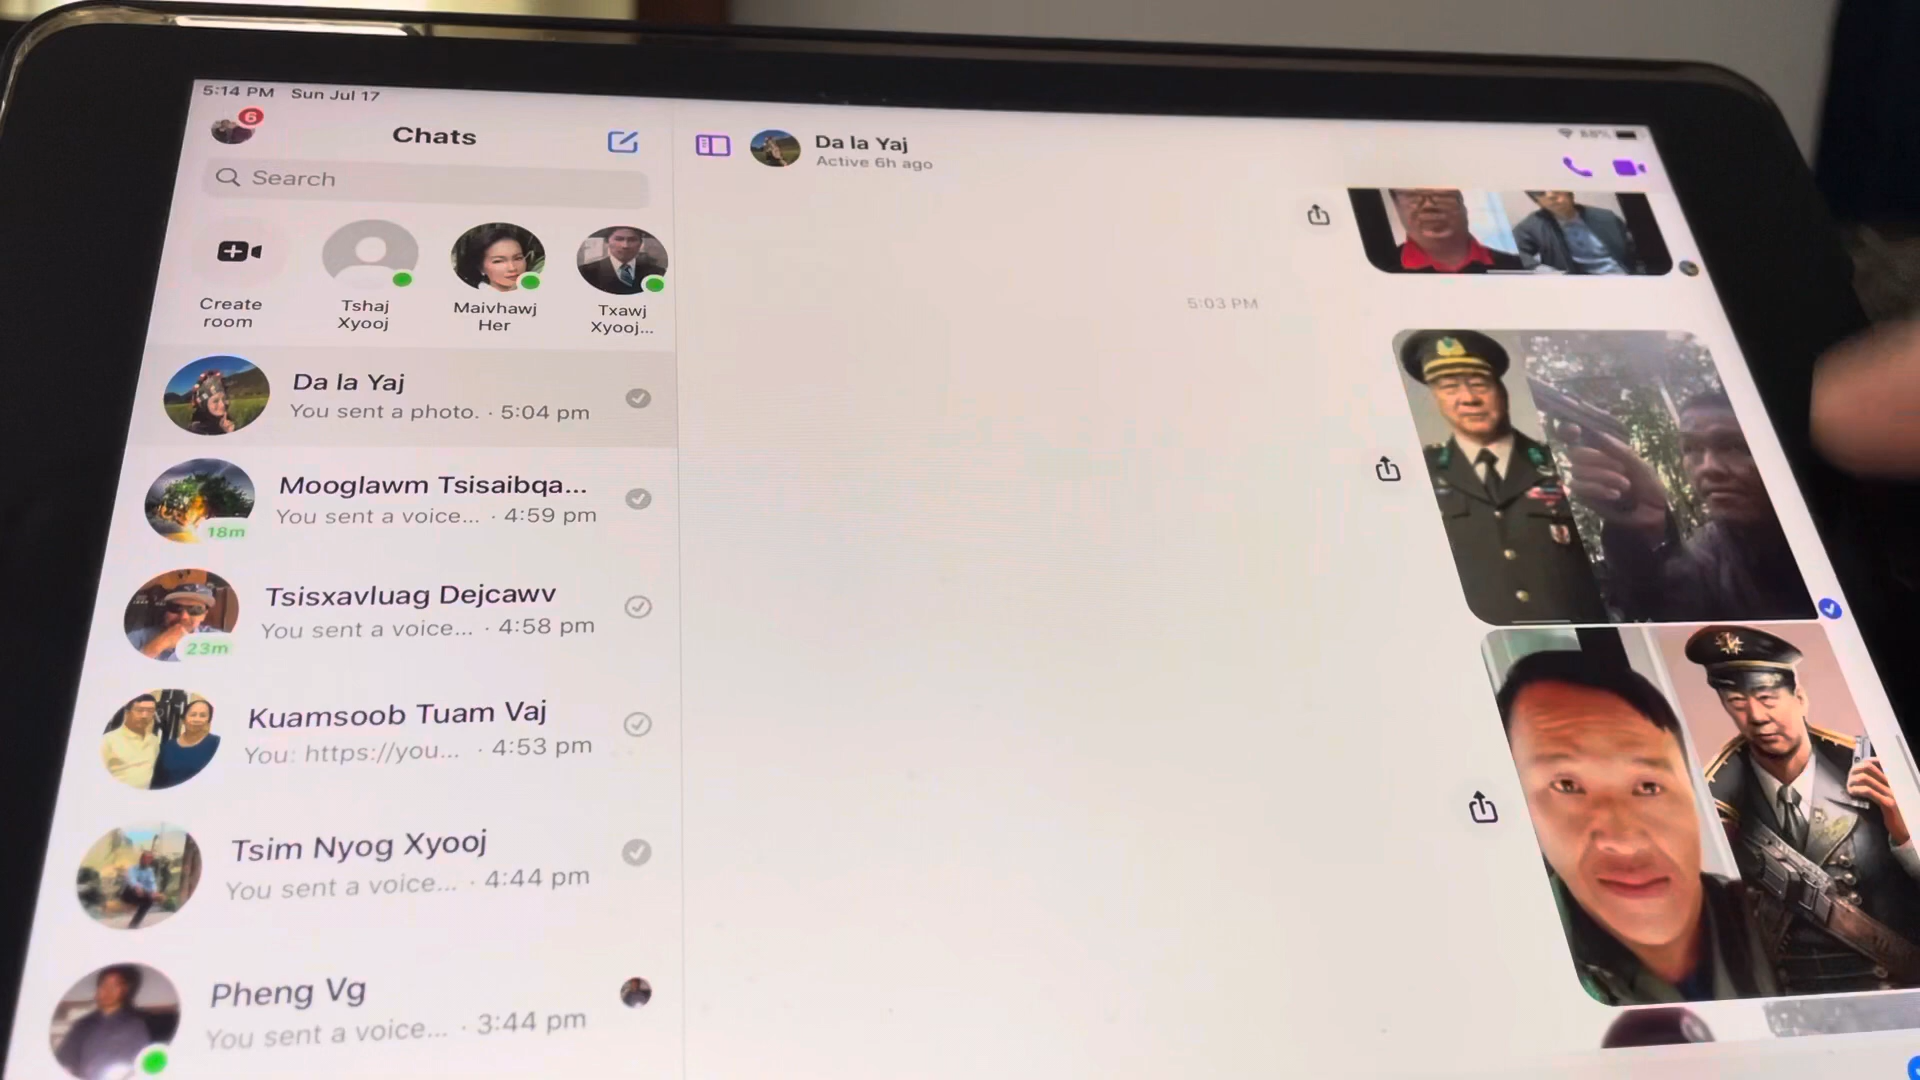 5:14 PM Sun Jul 17
88%
6
Chats
Search
Create
room
Tshaj
Xyooj
Maivhawj
Her
Txawj
Xyooj...
Da la Yaj
You sent a photo. · 5:04 pm
Mooglawm Tsisaibqa...
You sent a voice... · 4:59 pm
18m
Tsisxavluag Dejcawv
You sent a voice... · 4:58 pm
23m
Kuamsoob Tuam Vaj
You: https://you... · 4:53 pm
Tsim Nyog Xyooj
You sent a voice... · 4:44 pm
Pheng Vg
You sent a voice... · 3:44 pm
Da la Yaj
Active 6h ago
5:03 PM